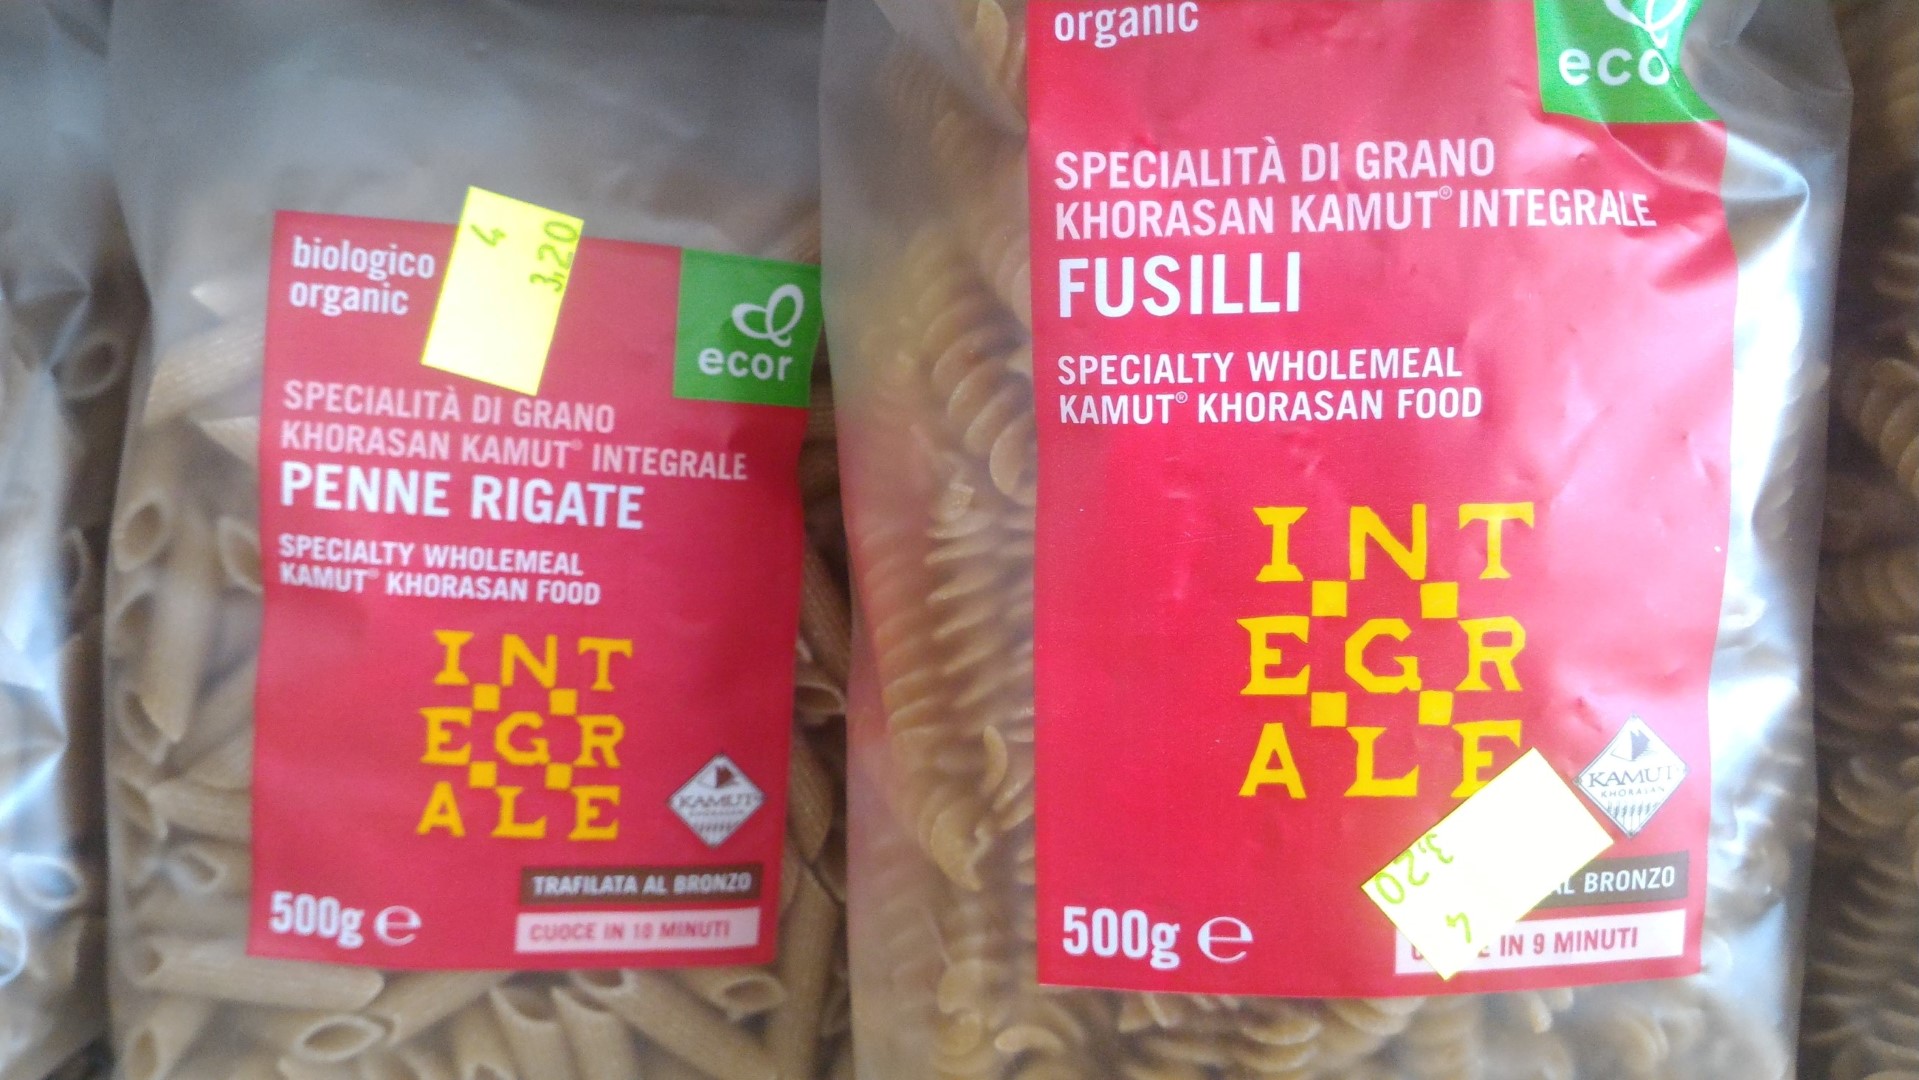 biologico
organic
4
3,20
ecor
SPECIALITÀ DI GRANO
KHORASAN KAMUT® INTEGRALE
PENNE RIGATE
SPECIALTY WHOLEMEAL
KAMUT® KHORASAN FOOD
INT
EGR
ALE
KAMUT
KHORASAN
TRAFILATA AL BRONZO
500g e
CUOCE IN 10 MINUTI
organic
eco
SPECIALITÀ DI GRANO
KHORASAN KAMUT® INTEGRALE
FUSILLI
SPECIALTY WHOLEMEAL
KAMUT® KHORASAN FOOD
INT
EGR
ALE
KAMUT
KHORASAN
3,20
4
AL BRONZO
500g e
IN 9 MINUTI